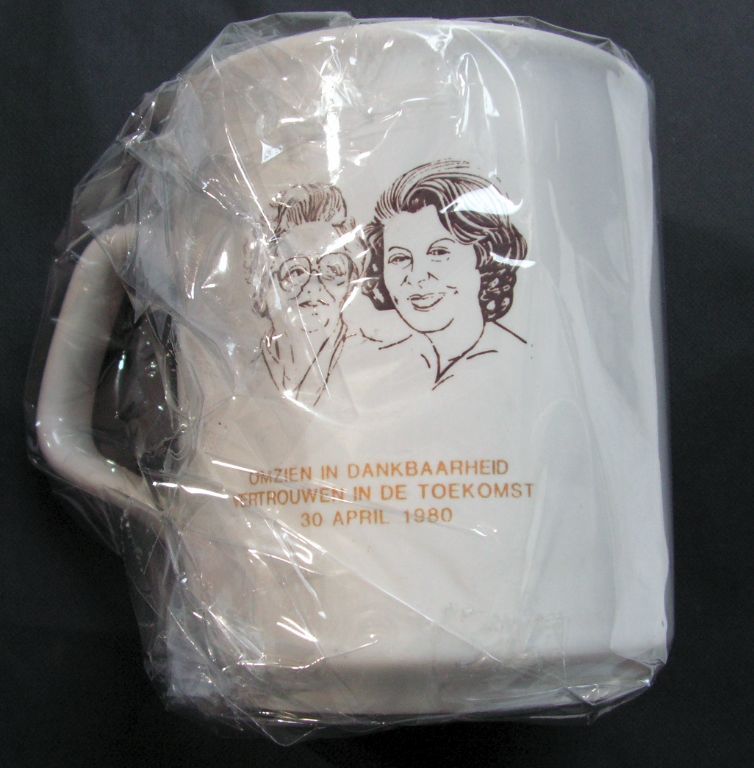 OMZIEN IN DANKBAARHEID
VERTROUWEN IN DE TOEKOMST
30 APRIL 1980